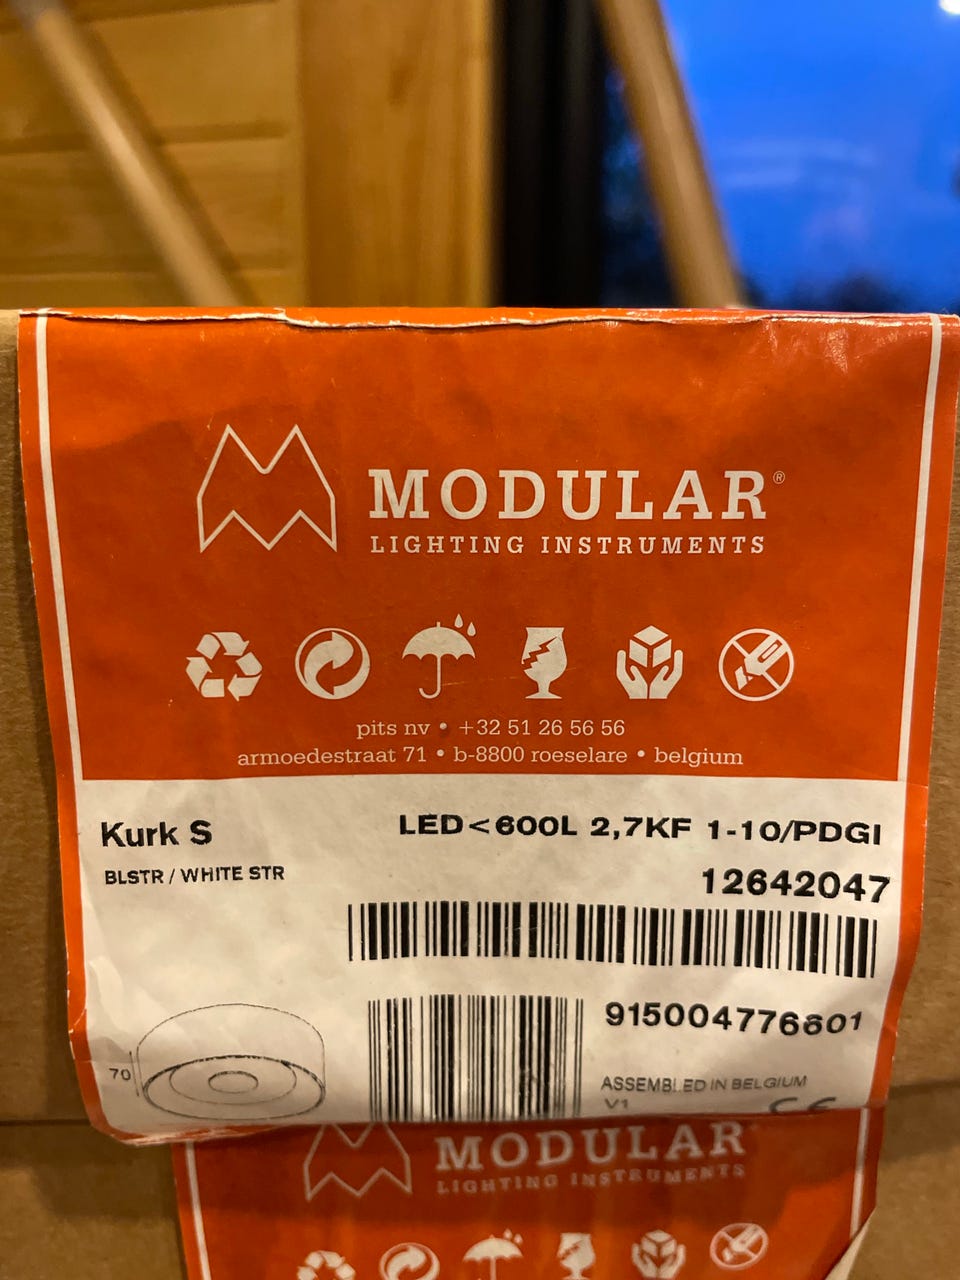 MODULAR®
LIGHTING INSTRUMENTS
pits nv • +32 51 26 56 56
armoedestraat 71 • b-8800 roeselare • belgium
Kurk S
LED<600L 2,7KF 1-10/PDGI
BLSTR / WHITE STR
12642047
915004776601
70
ASSEMBLED IN BELGIUM
V1
CE
MODULAR
LIGHTING INSTRUMENTS